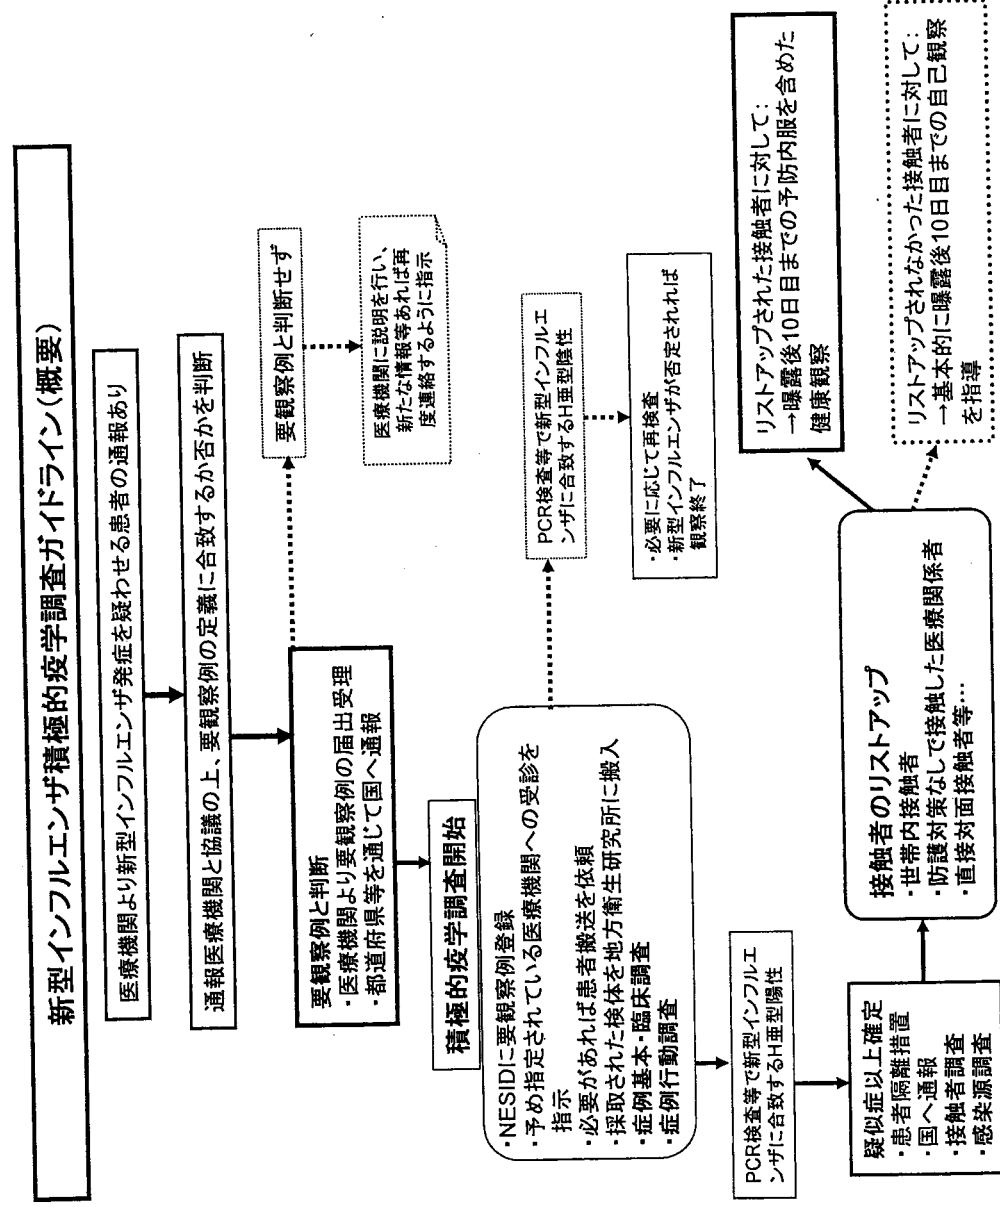 新型インフルエンザ積極的疫学調査ガイドライン(概要)
医療機関より新型インフルエンザ発症を疑わせる患者の通報あり
通報医療機関と協議の上、要観察例の定義に合致するか否かを判断
要観察例と判断
・医療機関より要観察例の届出受理
・都道府県等を通じて国へ通報
要観察例と判断せず
医療機関に説明を行い、
新たな情報等あれば再
度連絡するように指示
積極的疫学調査開始
・NESIDに要観察例登録
・予め指定されている医療機関への受診を
指示
・必要があれば患者搬送を依頼
・採取された検体を地方衛生研究所に搬入
・症例基本・臨床調査
・症例行動調査
PCR検査等で新型インフルエ
ンザに合致するH亜型陰性
・必要に応じて再検査
・新型インフルエンザが否定されれば
観察終了
PCR検査等で新型インフルエ
ンザに合致するH亜型陽性
疑似症以上確定
・患者隔離措置
・国へ通報
・接触者調査
・感染源調査
接触者のリストアップ
・世帯内接触者
・防護対策なしで接触した医療関係者
・直接対面接触者等…
リストアップされた接触者に対して:
→曝露後10日目までの予防内服を含めた
健康観察
リストアップされなかった接触者に対して:
→基本的に曝露後10日目までの自己観察
を指導